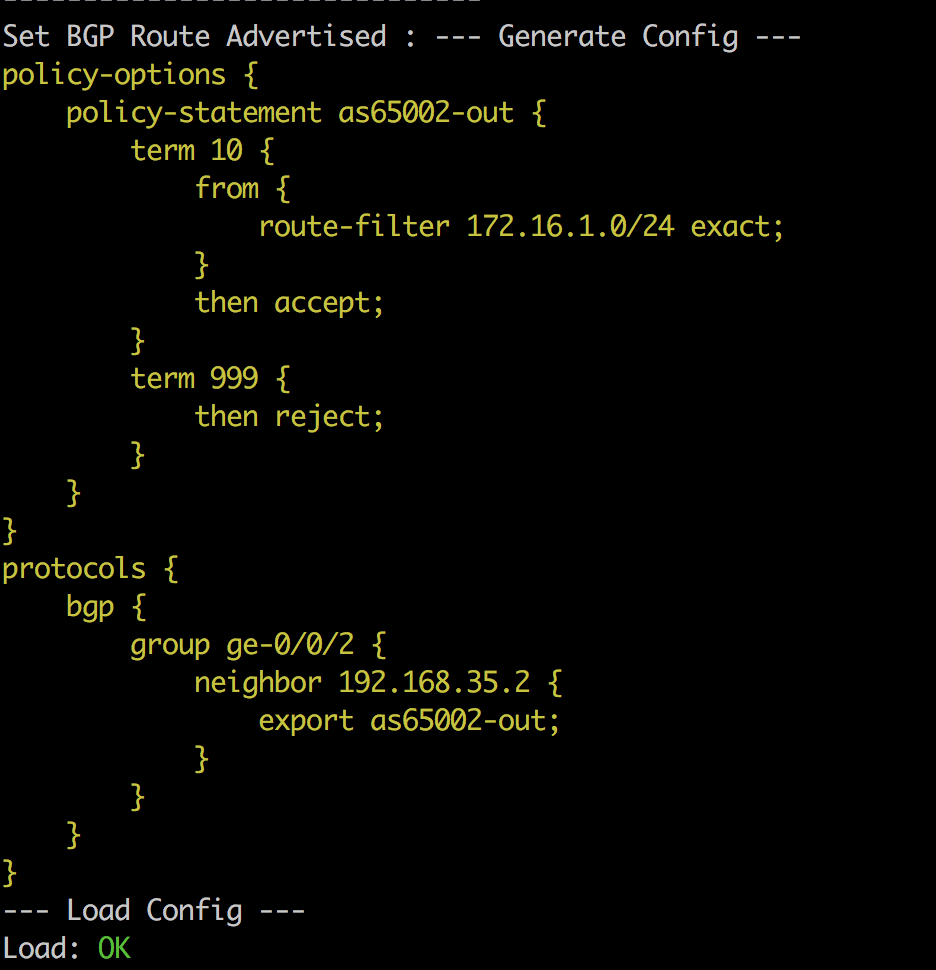 Set BGP Route Advertised : --- Generate Config ---
policy-options {
    policy-statement as65002-out {
        term 10 {
            from {
                route-filter 172.16.1.0/24 exact;
            }
            then accept;
        }
        term 999 {
            then reject;
        }
    }
}
protocols {
    bgp {
        group ge-0/0/2 {
            neighbor 192.168.35.2 {
                export as65002-out;
            }
        }
    }
}
--- Load Config ---
Load: OK